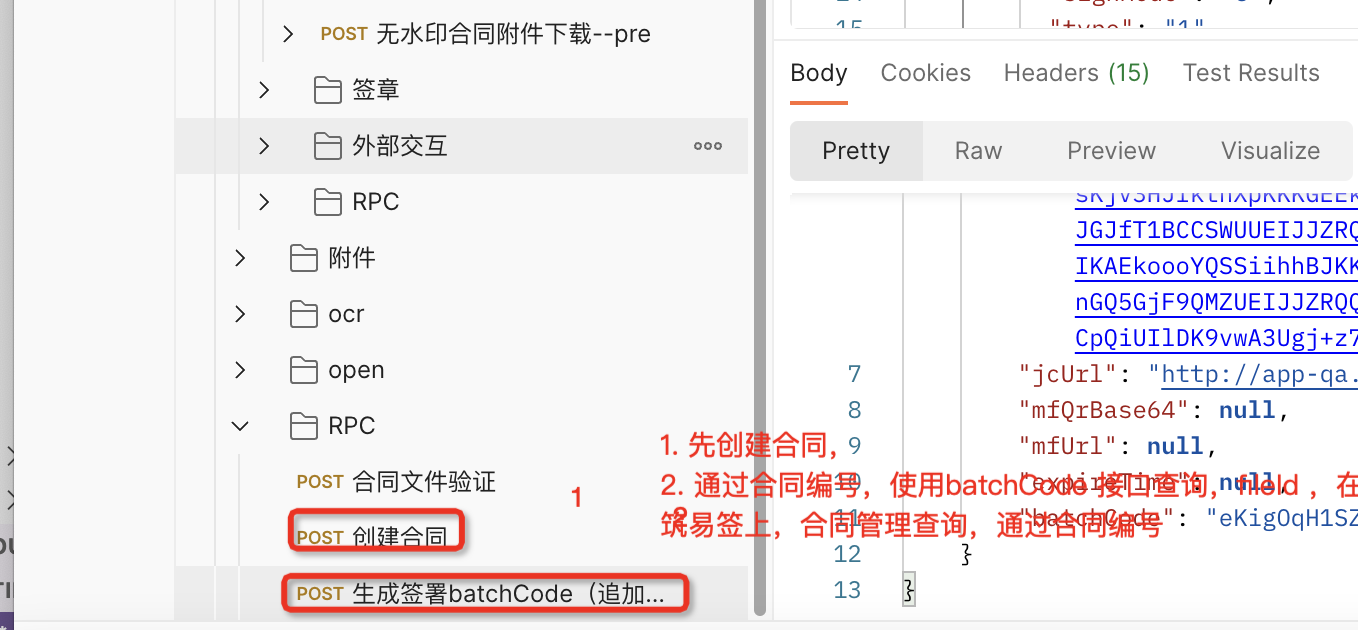 POST 无水印合同附件下载--pre
签章
外部交互
RPC
附件
ocr
open
RPC
POST 合同文件验证
POST 创建合同
POST 生成签署batchCode（追加...
1
1. 先创建合同，
2. 通过合同编号，使用batchCode 接口查询，fileId ，在
筑易签上，合同管理查询，通过合同编号
2
15 "type": "1"
Body Cookies Headers (15) Test Results
Pretty Raw Preview Visualize
JGJfT1BCCSWUUEIJJZRQ
IKAEkoooYQSSiihhBJKK
nGQ5GjF9QMZUEIJJZRQQ
CpQiUIlDK9vwA3Ugj+z7
7 "jcUrl": "http://app-qa.
8 "mfQrBase64": null,
9 "mfUrl": null,
10 "expireTime": null,
11 "batchCode": "eKigOqH1SZ
12 }
13 }